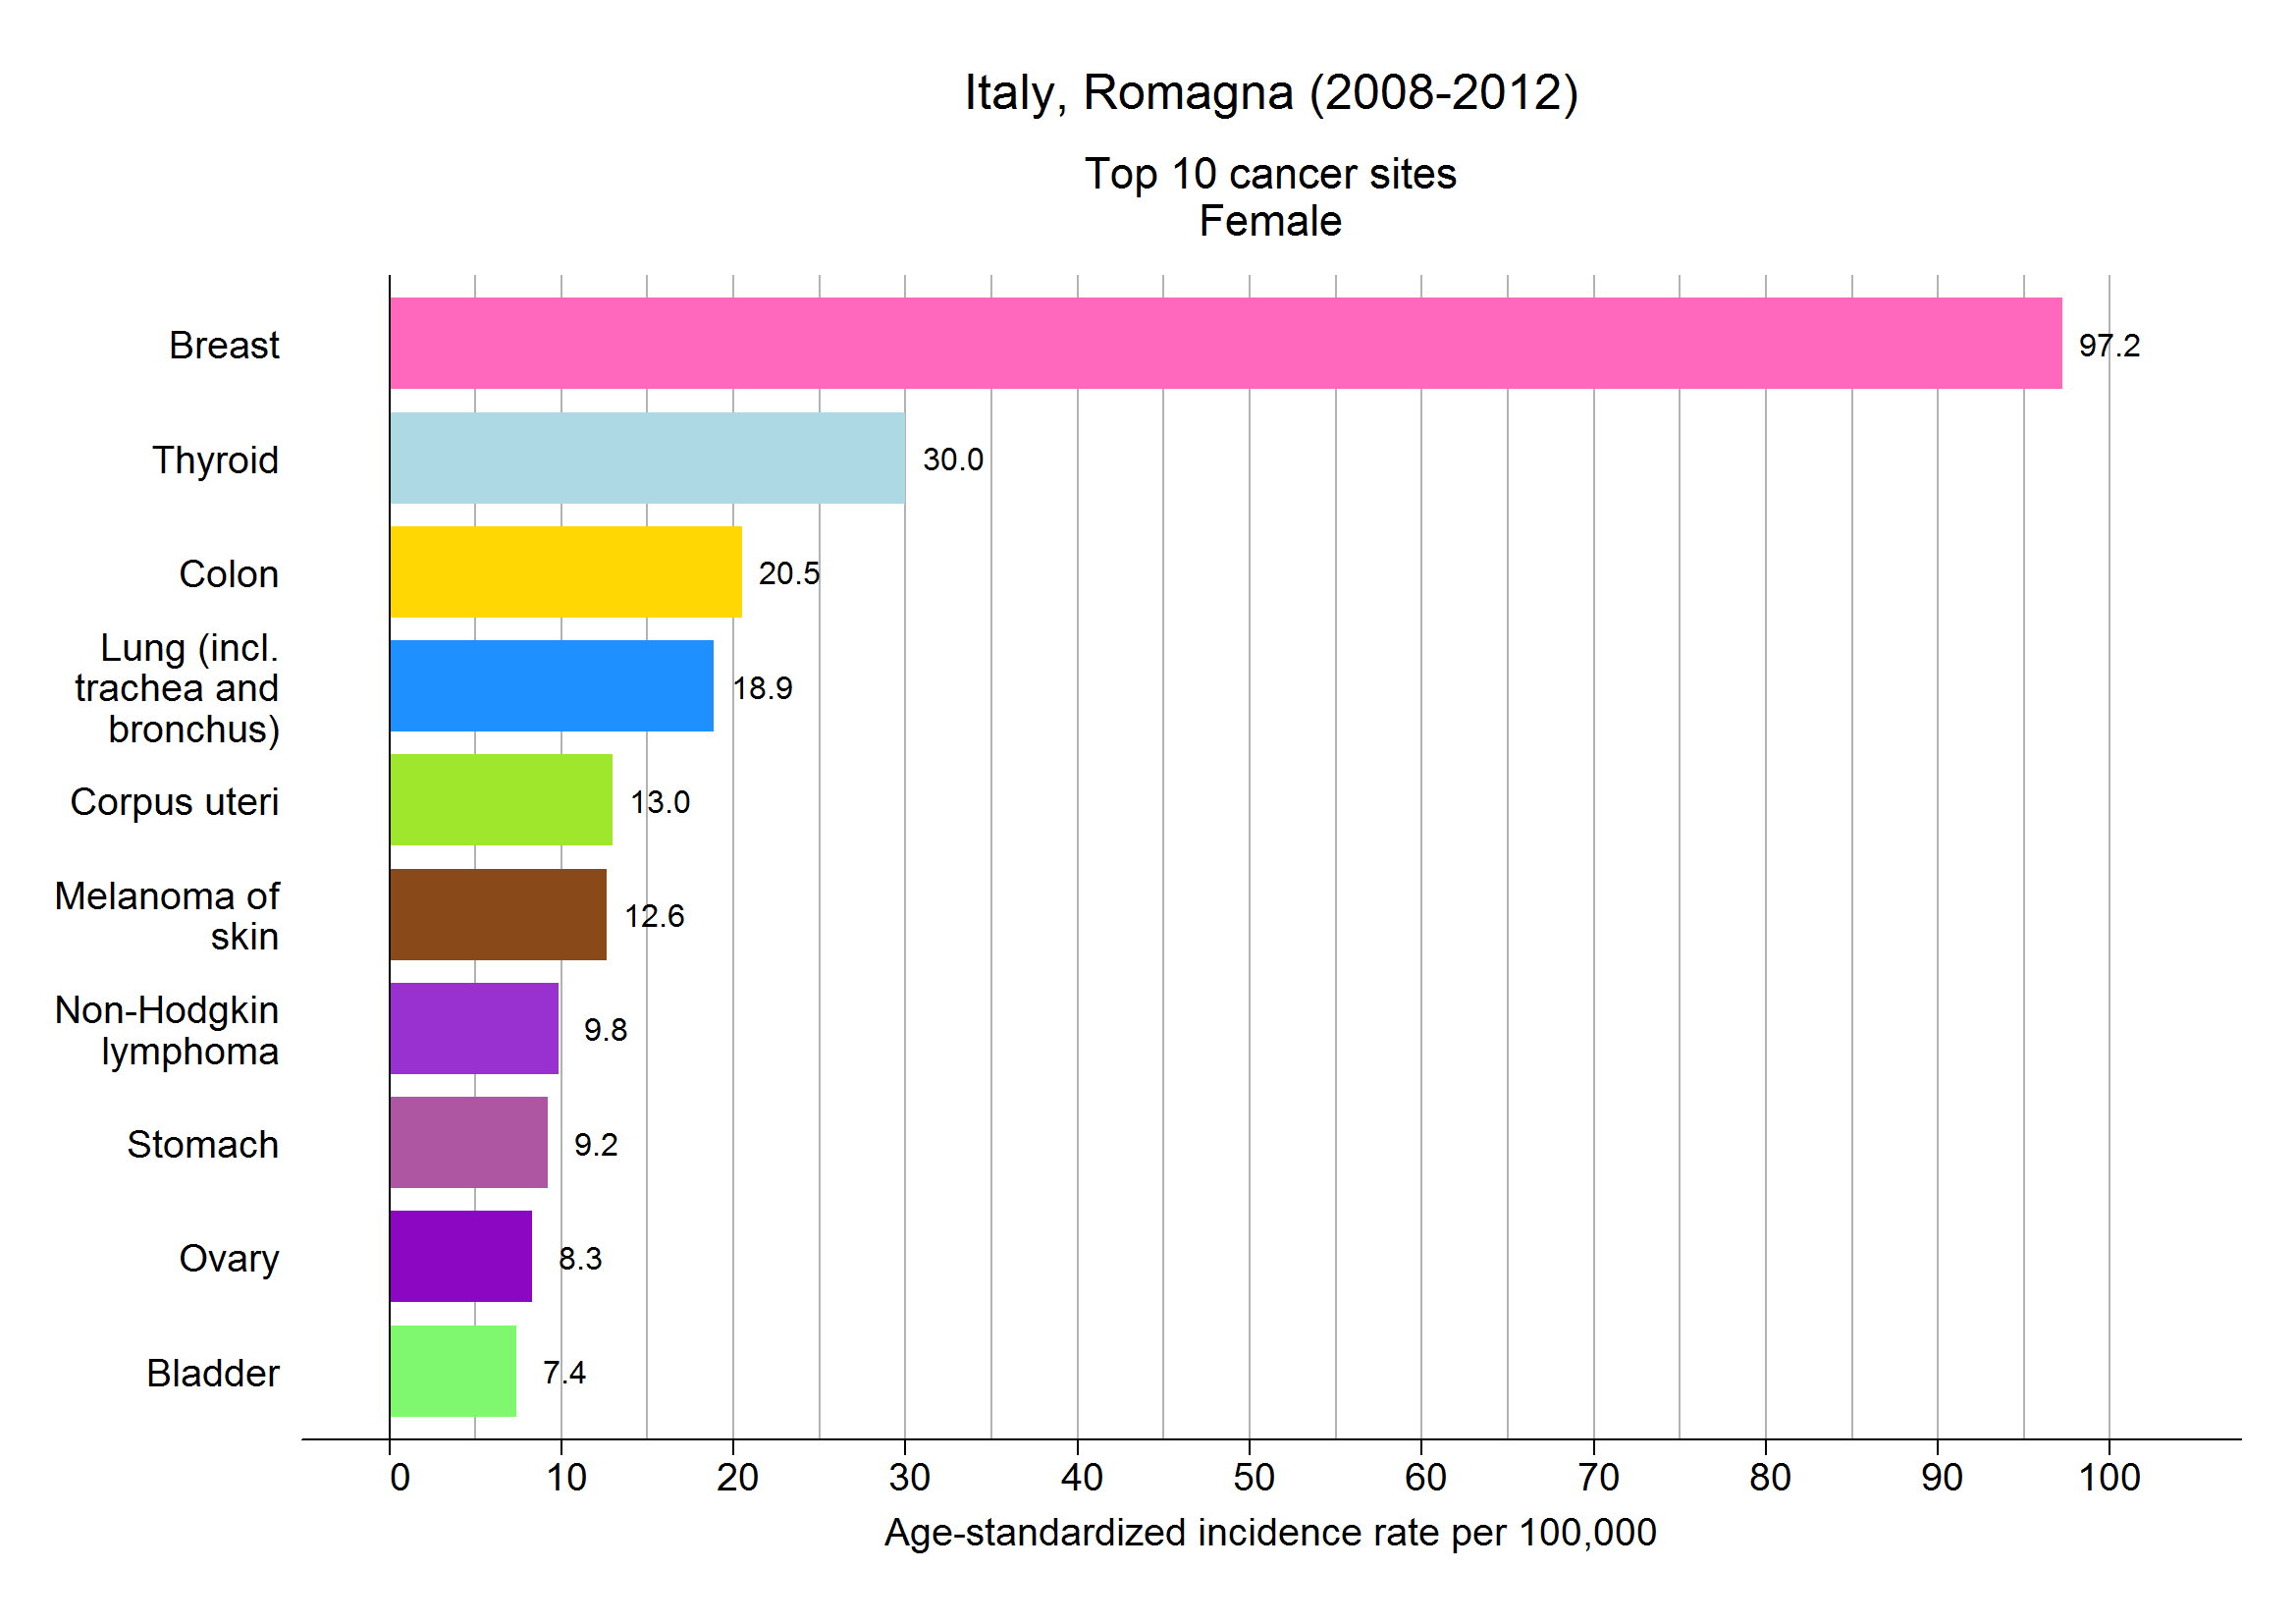 Italy, Romagna (2008-2012)
Top 10 cancer sites
Female
Breast
97.2
Thyroid
30.0
Colon
20.5
Lung (incl.
trachea and
bronchus)
18.9
Corpus uteri
13.0
Melanoma of
skin
12.6
Non-Hodgkin
lymphoma
9.8
Stomach
9.2
Ovary
8.3
Bladder
7.4
0 10 20 30 40 50 60 70 80 90 100
Age-standardized incidence rate per 100,000